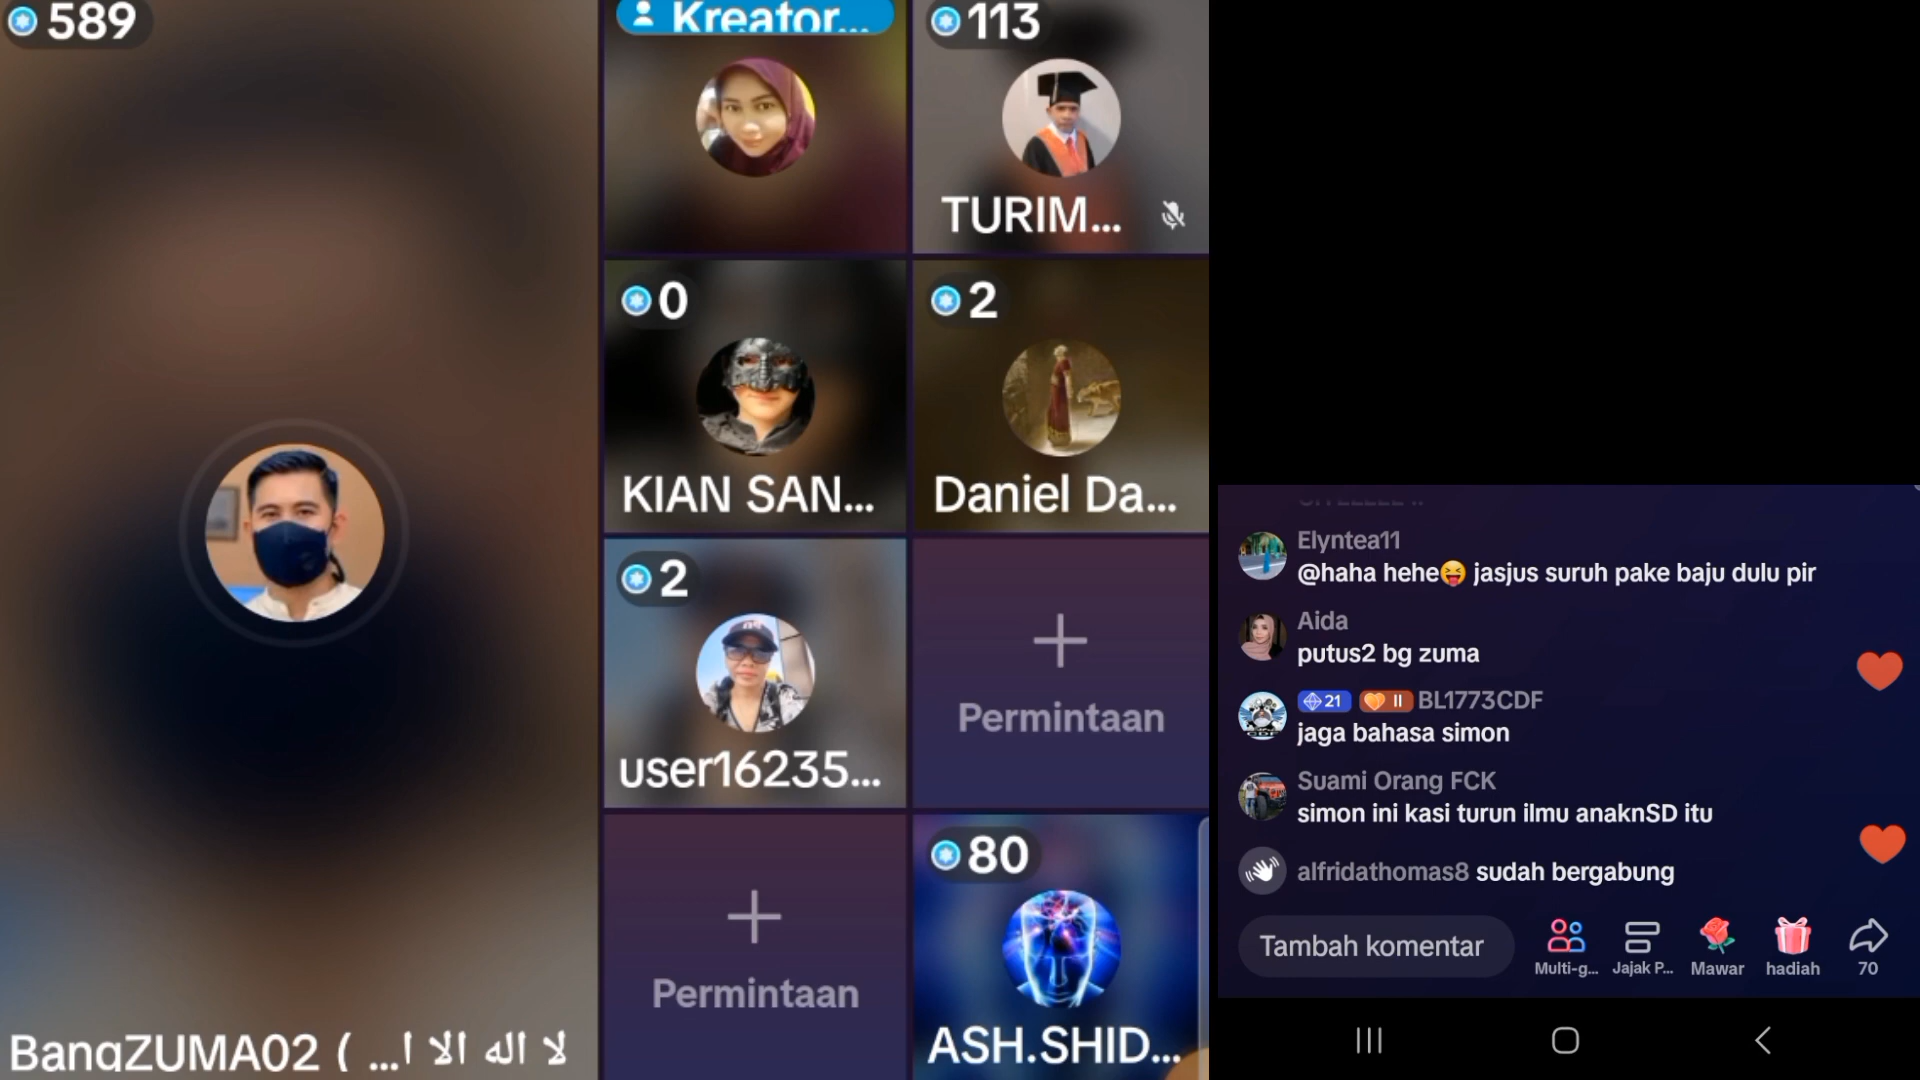 589
BangZUMA02 ( لا اله الا ا...
Kreator...
113
TURIM...
0
KIAN SAN...
2
Daniel Da...
2
user16235...
Permintaan
Permintaan
80
ASH.SHID...
Elyntea11
@haha hehe😝 jasjus suruh pake baju dulu pir
Aida
putus2 bg zuma
21 II BL1773CDF
jaga bahasa simon
Suami Orang FCK
simon ini kasi turun ilmu anaknSD itu
alfridathomas8 sudah bergabung
Tambah komentar
Multi-g...
Jajak P...
Mawar
hadiah
70